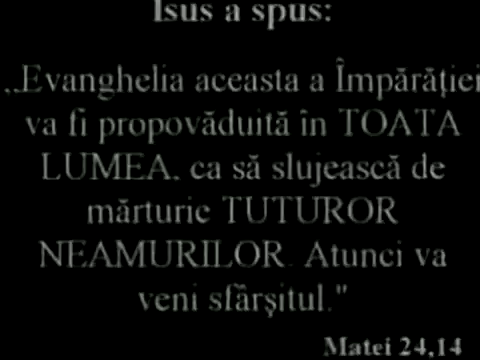 Isus a spus:
,,Evanghelia aceasta a Împărăției
va fi propovăduită în TOATA
LUMEA, ca să slujească de
mărturie TUTUROR
NEAMURILOR. Atunci va
veni sfârșitul."
Matei 24,14